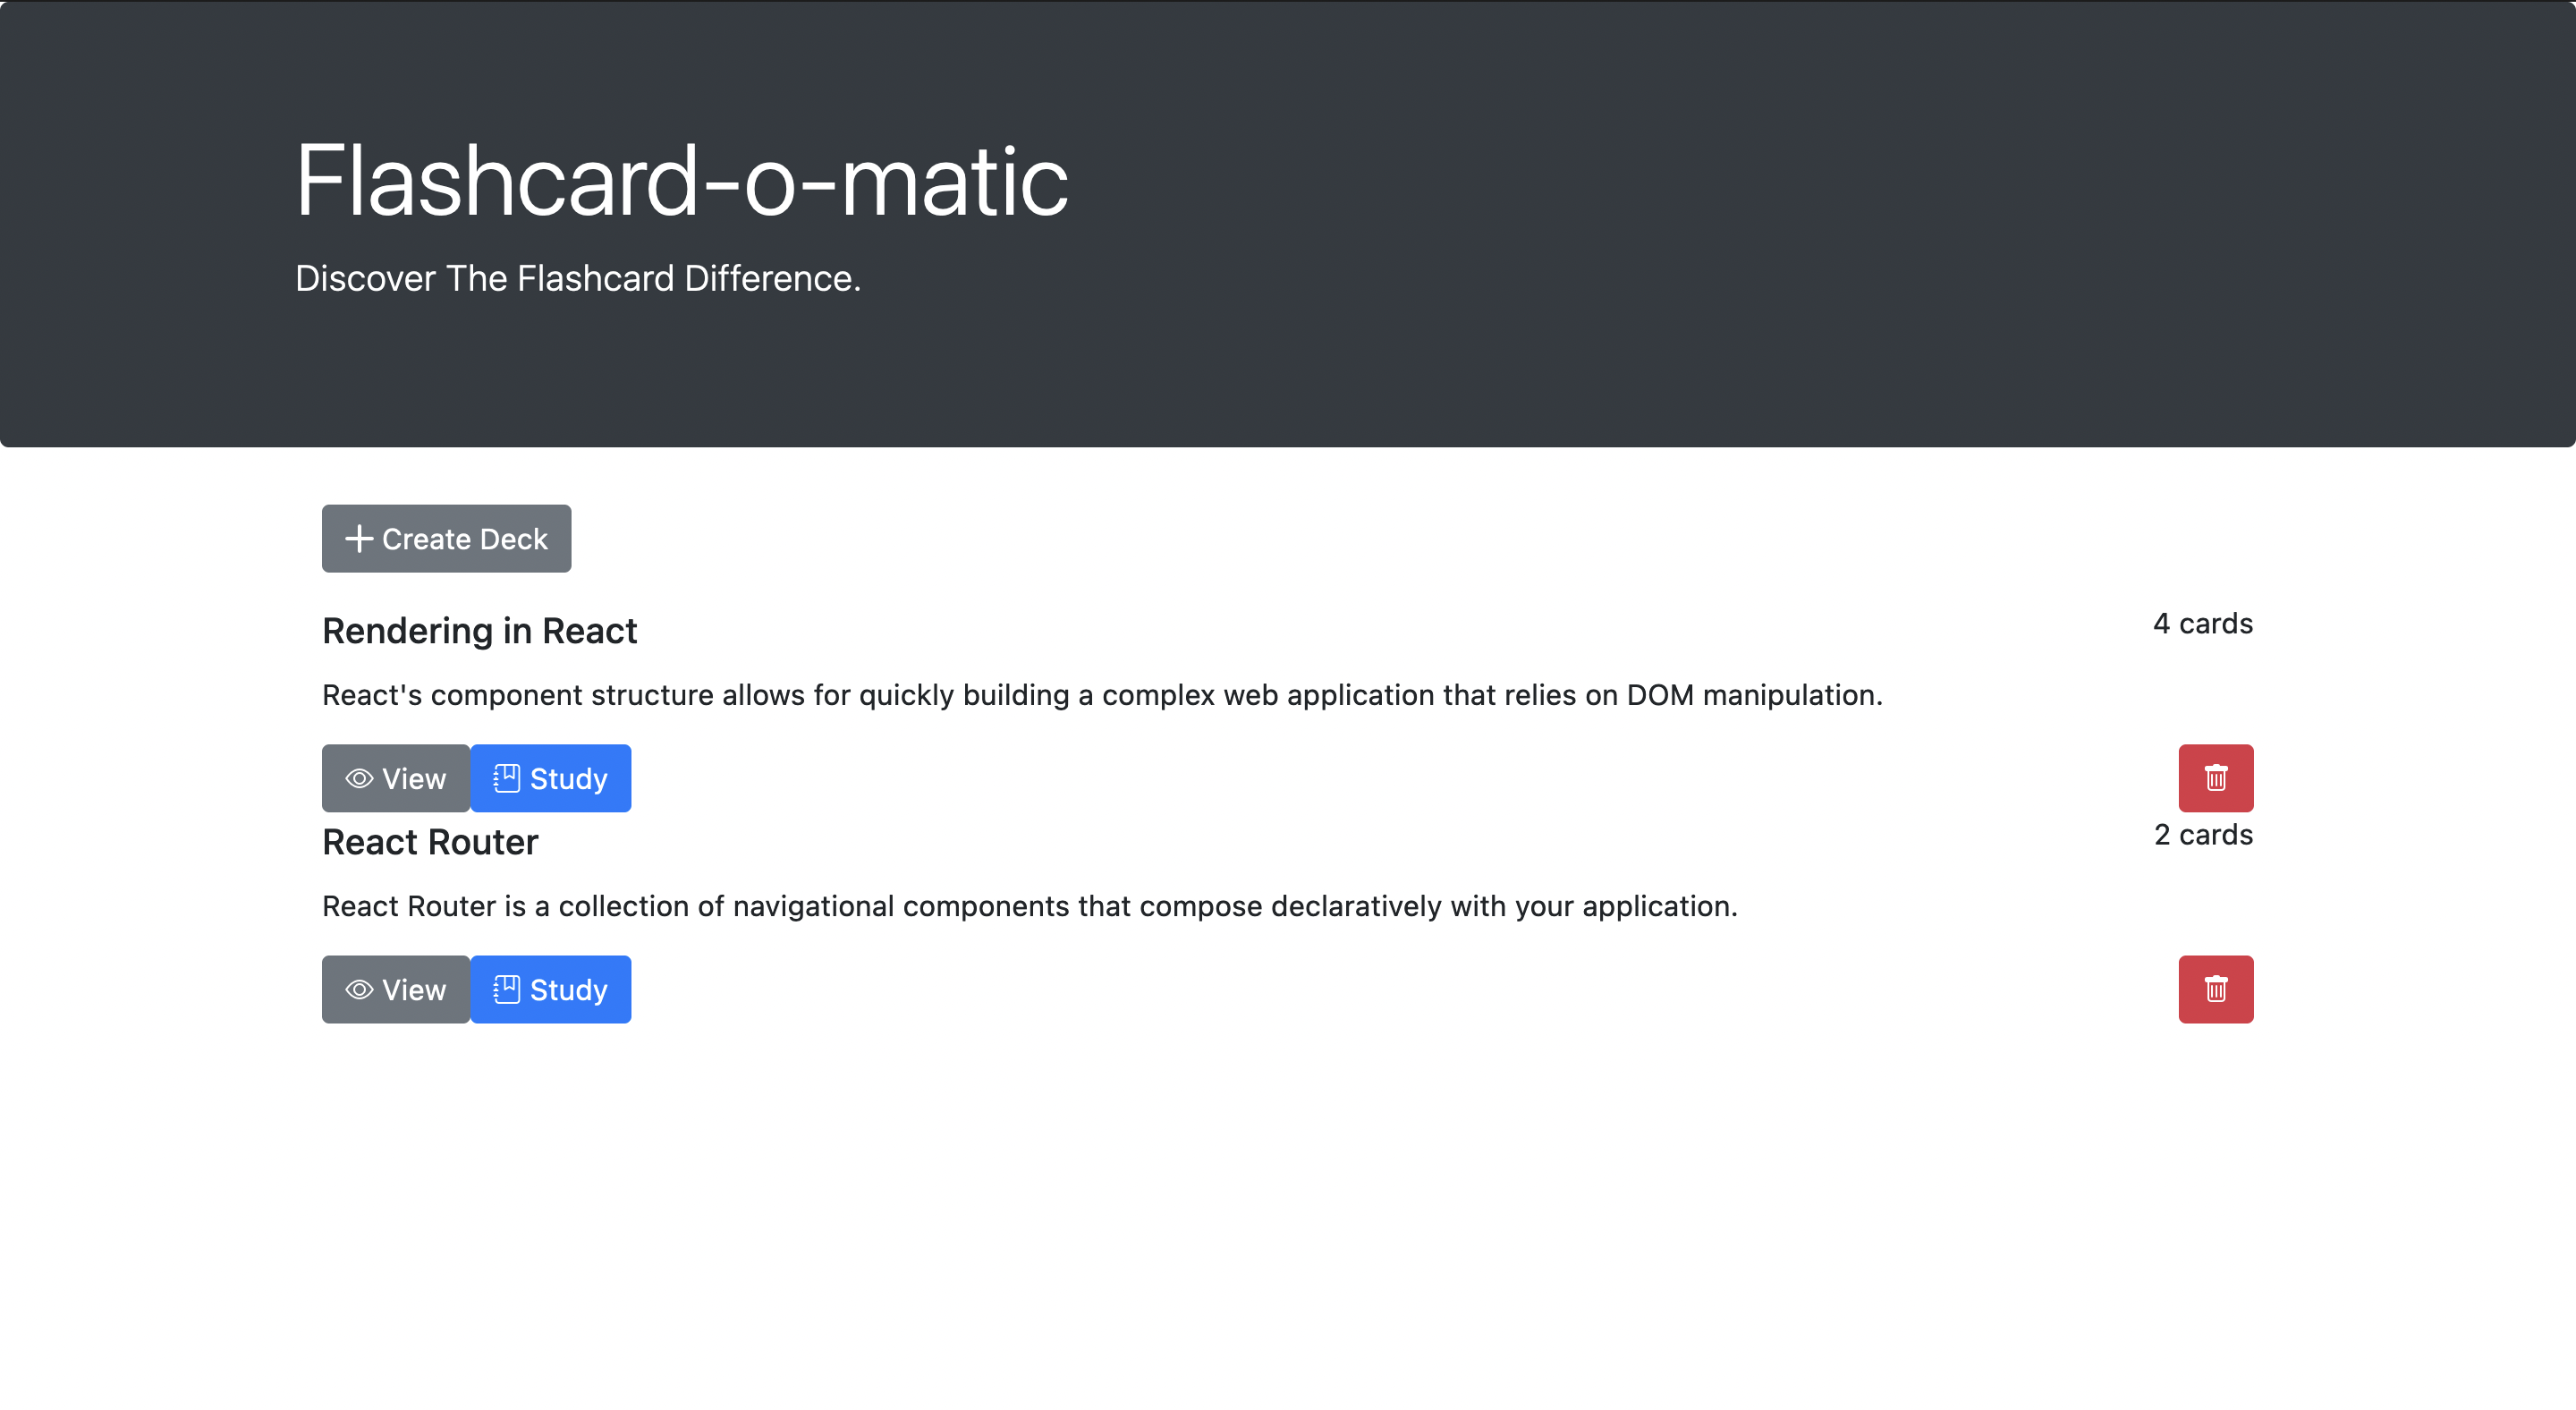 Flashcard-o-matic
Discover The Flashcard Difference.
Create Deck
Rendering in React
4 cards
React's component structure allows for quickly building a complex web application that relies on DOM manipulation.
View Study
React Router
2 cards
React Router is a collection of navigational components that compose declaratively with your application.
View Study